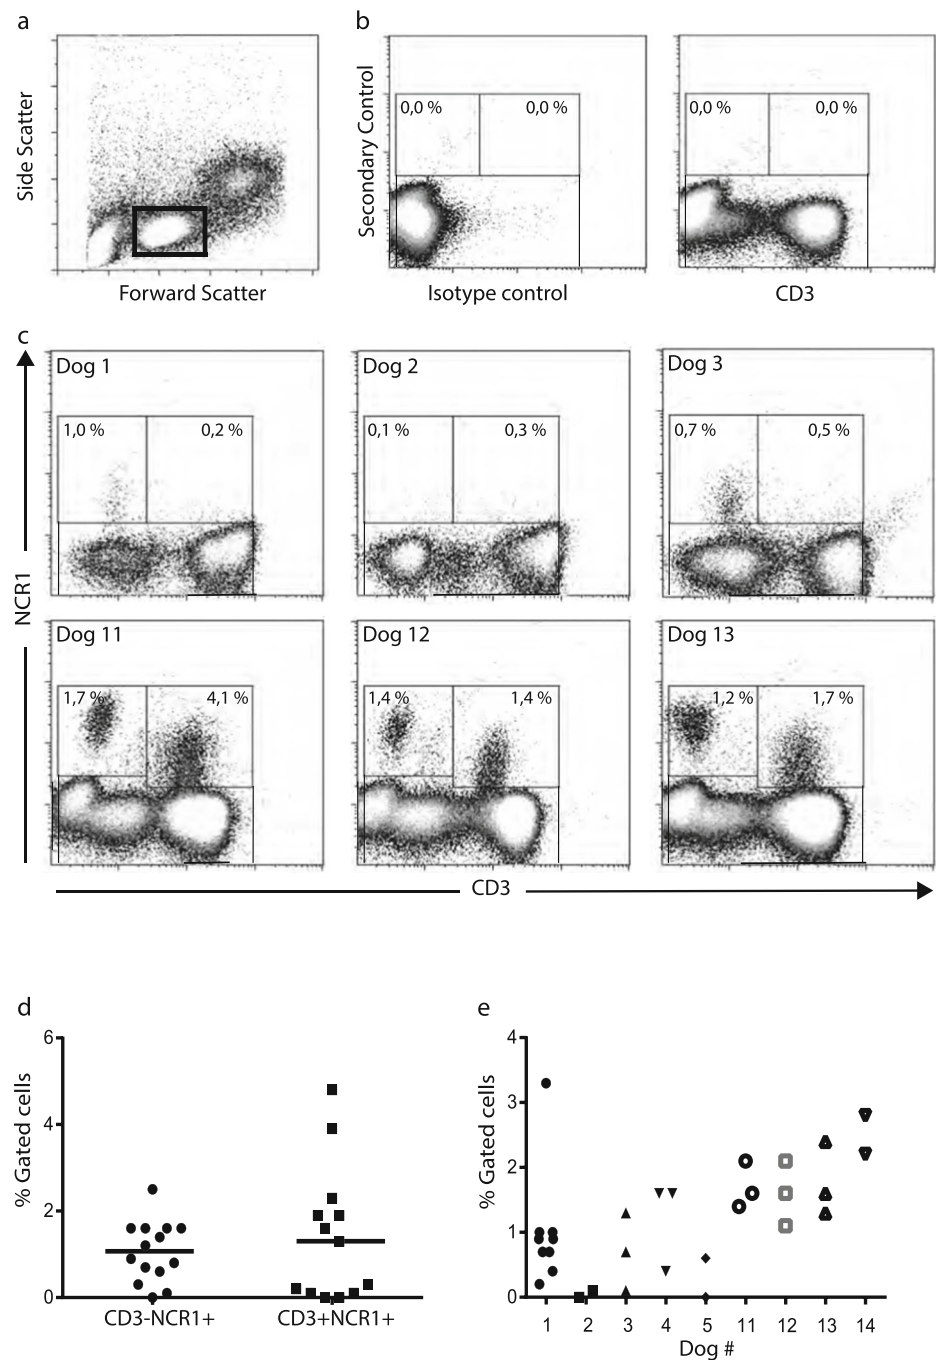 a
Side Scatter
Forward Scatter
b
Secondary Control
0,0 % 0,0 %
Isotype control
0,0 % 0,0 %
CD3
c
NCR1
Dog 1
1,0 % 0,2 %
Dog 2
0,1 % 0,3 %
Dog 3
0,7 % 0,5 %
Dog 11
1,7 % 4,1 %
Dog 12
1,4 % 1,4 %
Dog 13
1,2 % 1,7 %
CD3
d
% Gated cells
6
4
2
0
CD3-NCR1+ CD3+NCR1+
e
% Gated cells
4
3
2
1
0
1 2 3 4 5 11 12 13 14
Dog #